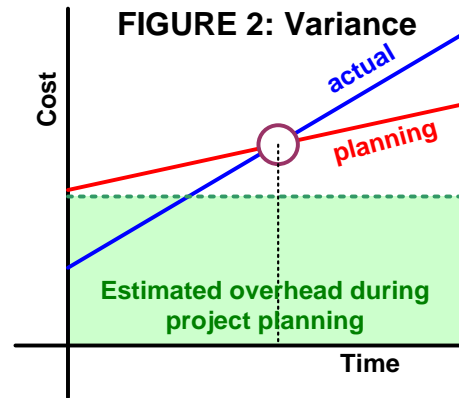 FIGURE 2: Variance
actual
Cost
planning
Estimated overhead during
project planning
Time